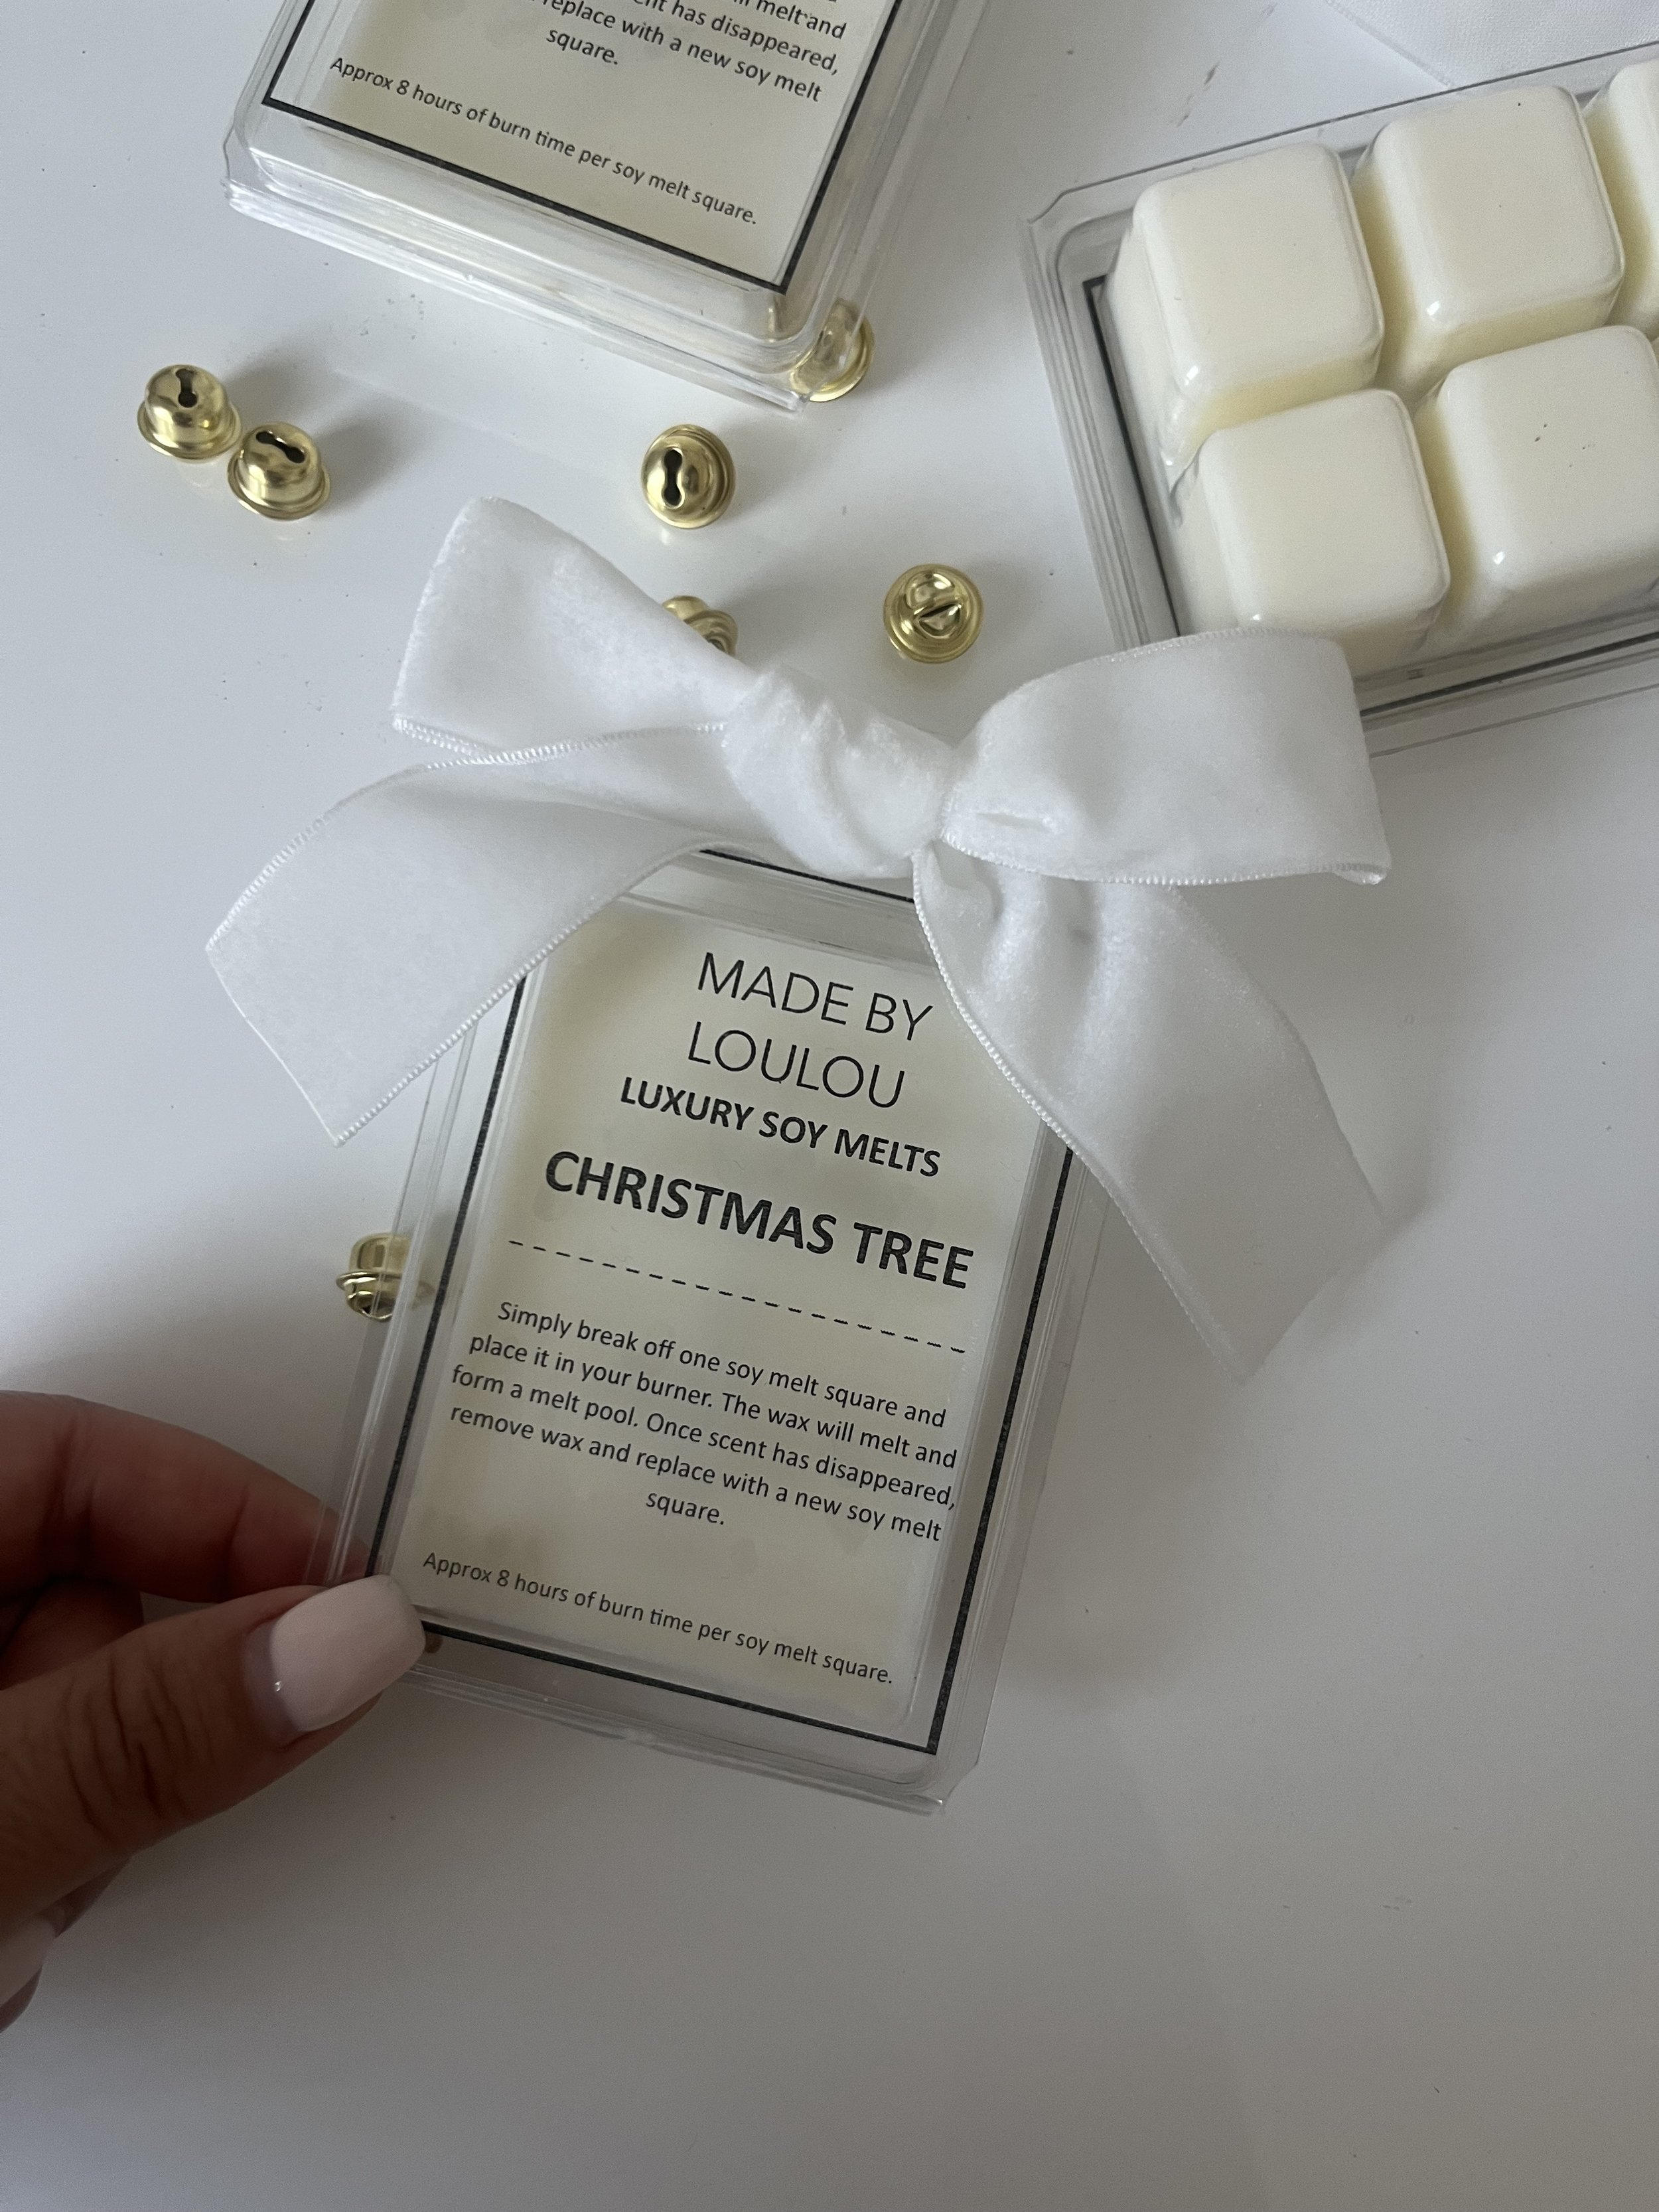 melt and
ent has disappeared,
replace with a new soy melt
square.
Approx 8 hours of burn time per soy melt square.
MADE BY
LOULOU
LUXURY SOY MELTS
CHRISTMAS TREE
Simply break off one soy melt square and
place it in your burner. The wax will melt and
form a melt pool. Once scent has disappeared,
remove wax and replace with a new soy melt
square.
Approx 8 hours of burn time per soy melt square.